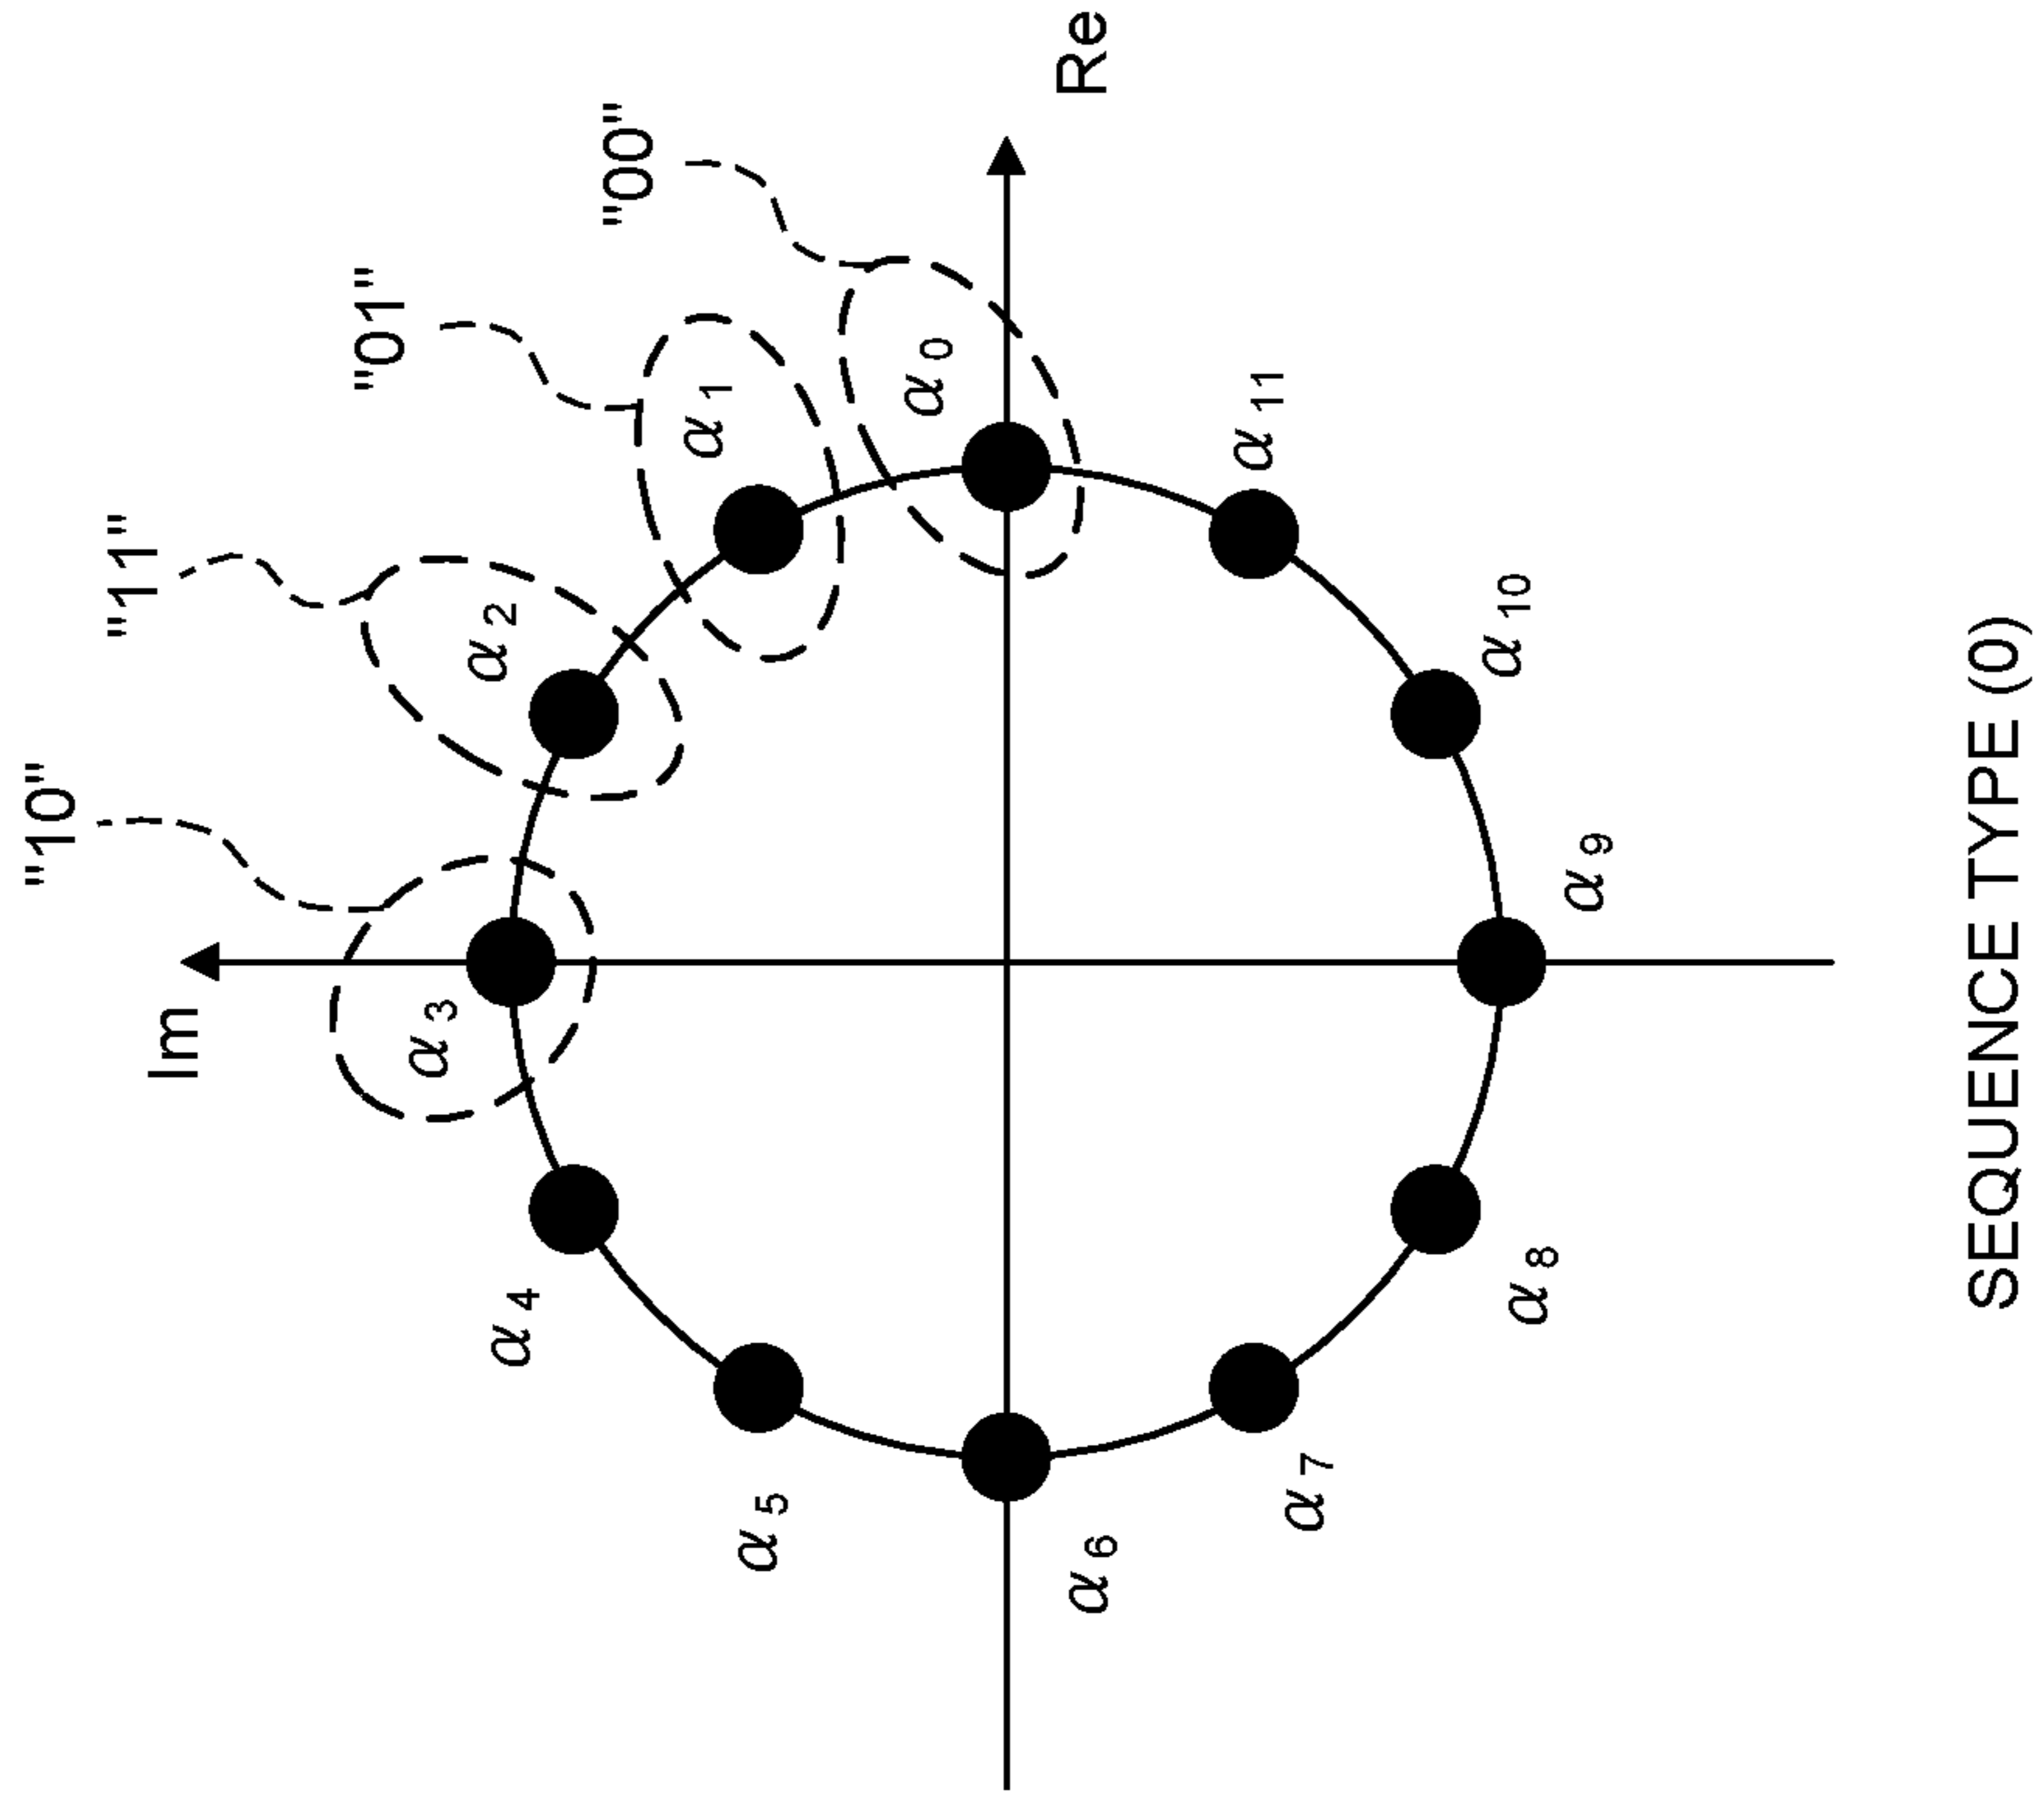 "10"
"11"
"01"
"00"
Im
Re
α0
α1
α2
α3
α4
α5
α6
α7
α8
α9
α10
α11
SEQUENCE TYPE (0)